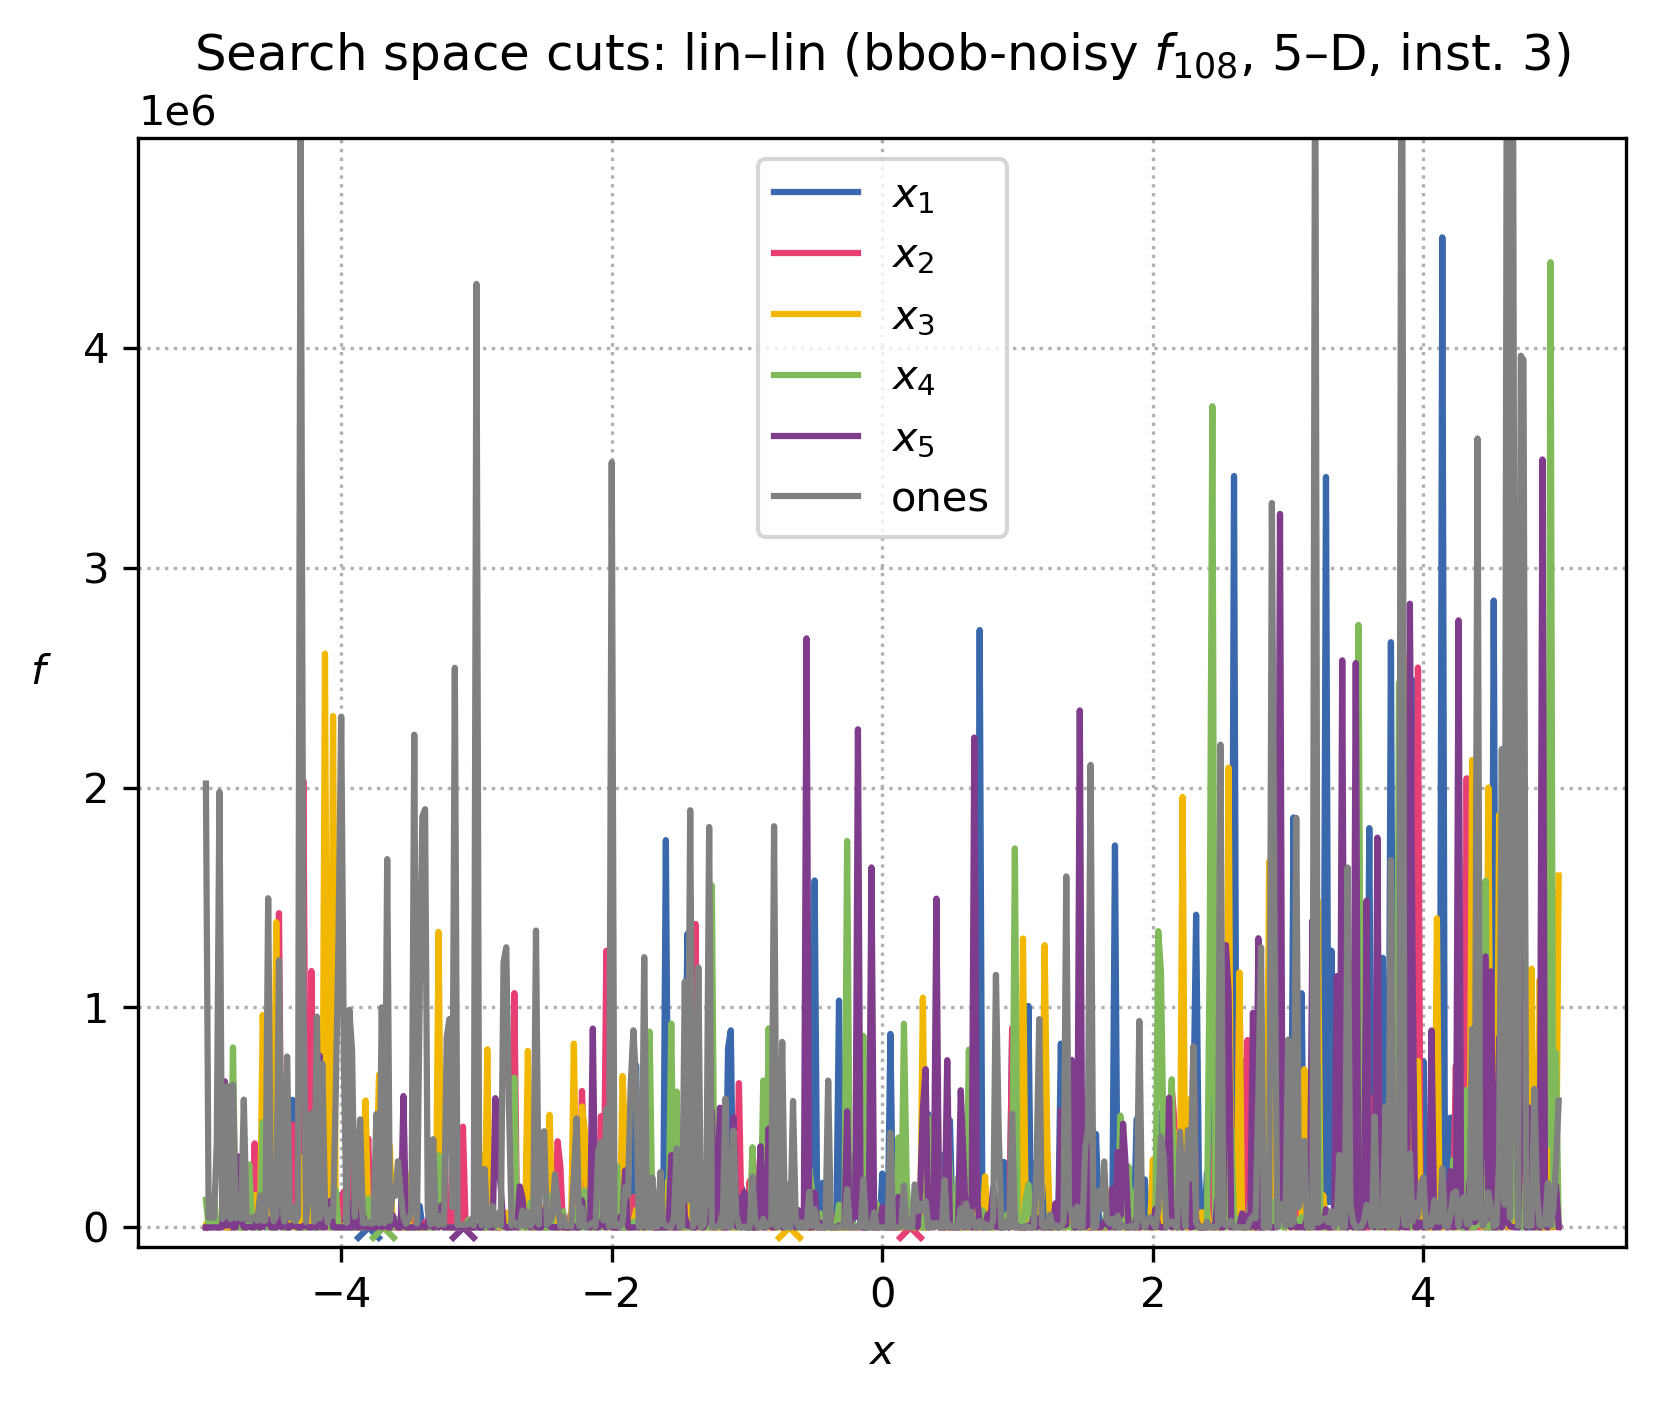 Search space cuts: lin–lin (bbob-noisy f₁₀₈, 5–D, inst. 3)
1e6
x₁
x₂
x₃
x₄
x₅
ones
4
3
2
1
0
f
−4 −2 0 2 4
x